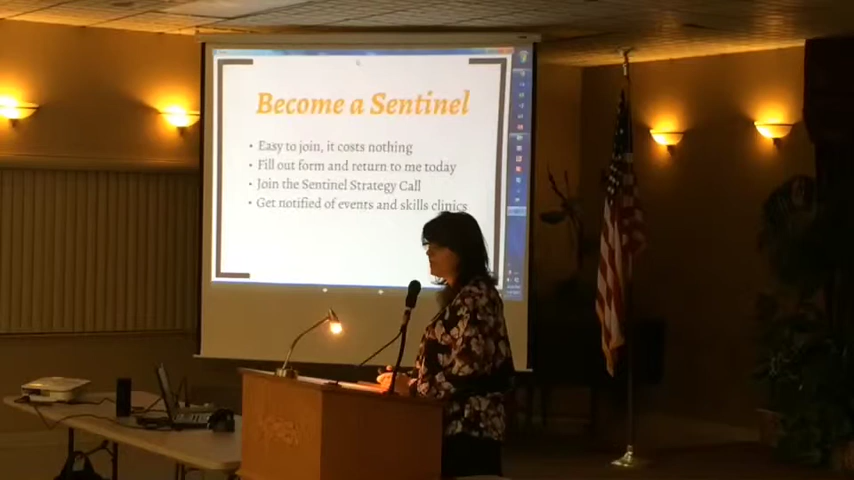 Become a Sentinel
• Easy to join, it costs nothing
• Fill out form and return to me today
• Join the Sentinel Strategy Call
• Get notified of events and skills clinics